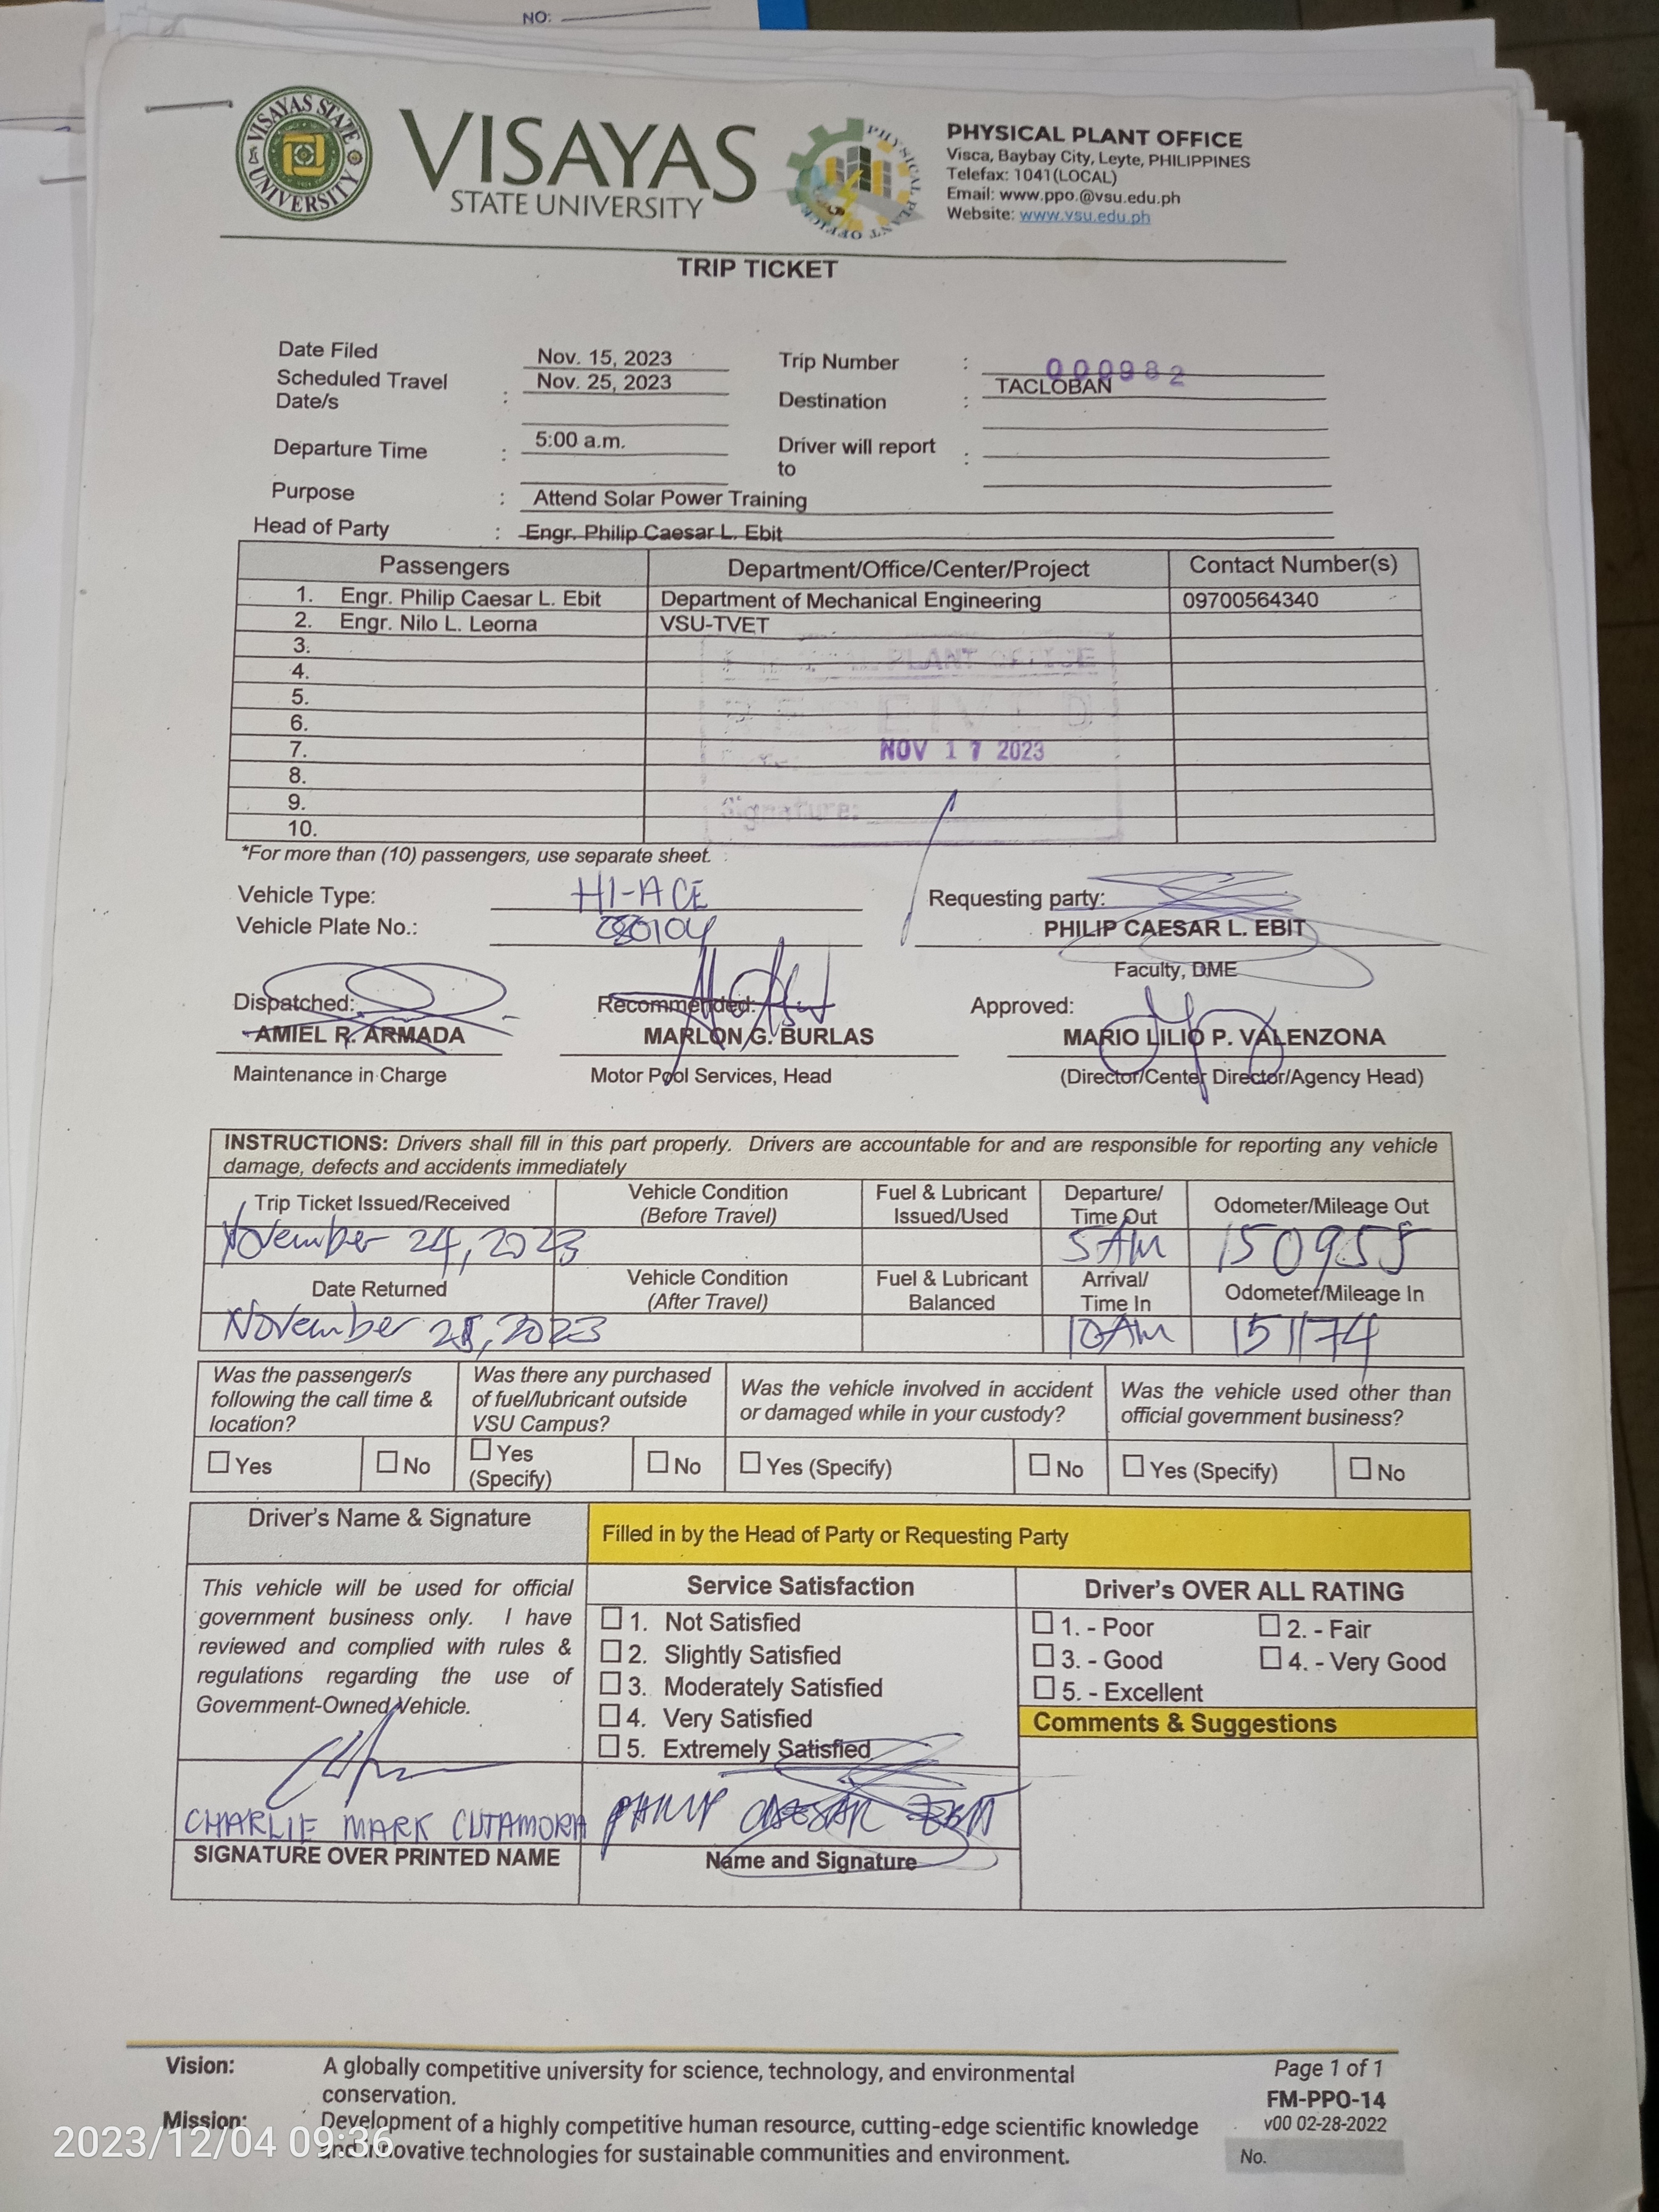 NO:
VISAYAS STATE UNIVERSITY
VISAYAS
STATE UNIVERSITY
PHYSICAL PLANT OFFICE
PHYSICAL PLANT OFFICE
Visca, Baybay City, Leyte, PHILIPPINES
Telefax: 1041(LOCAL)
Email: www.ppo.@vsu.edu.ph
Website: www.vsu.edu.ph
TRIP TICKET
Date Filed Nov. 15, 2023 Trip Number : 000982
Scheduled Travel Date/s : Nov. 25, 2023 Destination : TACLOBAN
Departure Time : 5:00 a.m. Driver will report to :
Purpose : Attend Solar Power Training
Head of Party : Engr. Philip Caesar L. Ebit
Passengers Department/Office/Center/Project Contact Number(s)
1. Engr. Philip Caesar L. Ebit Department of Mechanical Engineering 09700564340
2. Engr. Nilo L. Leorna VSU-TVET
3.
4.
5.
6.
7.
8.
9.
10.
PLANT OFFICE
RECEIVED
NOV 17 2023
Signature:
*For more than (10) passengers, use separate sheet.
Vehicle Type: HI-ACE Requesting party:
Vehicle Plate No.: PHILIP CAESAR L. EBIT
Faculty, DME
Dispatched: Recommended: Approved:
AMIEL R. ARMADA MARLON G. BURLAS MARIO LILIO P. VALENZONA
Maintenance in Charge Motor Pool Services, Head (Director/Center Director/Agency Head)
INSTRUCTIONS: Drivers shall fill in this part properly. Drivers are accountable for and are responsible for reporting any vehicle
damage, defects and accidents immediately
Trip Ticket Issued/Received Vehicle Condition (Before Travel) Fuel & Lubricant Issued/Used Departure/ Time Out Odometer/Mileage Out
November 24, 2023 5 AM 150955
Date Returned Vehicle Condition (After Travel) Fuel & Lubricant Balanced Arrival/ Time In Odometer/Mileage In
November 2023 10 AM 151174
Was the passenger/s following the call time & location? Was there any purchased of fuel/lubricant outside VSU Campus? Was the vehicle involved in accident or damaged while in your custody? Was the vehicle used other than official government business?
Yes No Yes (Specify) No Yes (Specify) No Yes (Specify) No
Driver's Name & Signature Filled in by the Head of Party or Requesting Party
This vehicle will be used for official
government business only. I have
reviewed and complied with rules &
regulations regarding the use of
Government-Owned Vehicle.
Service Satisfaction
1. Not Satisfied
2. Slightly Satisfied
3. Moderately Satisfied
4. Very Satisfied
5. Extremely Satisfied
Driver's OVER ALL RATING
1. - Poor 2. - Fair
3. - Good 4. - Very Good
5. - Excellent
Comments & Suggestions
CHARLIE MARK CUTAMORA PHILIP CAESAR EBIT
SIGNATURE OVER PRINTED NAME Name and Signature
Vision: A globally competitive university for science, technology, and environmental
conservation.
Mission: Development of a highly competitive human resource, cutting-edge scientific knowledge
and innovative technologies for sustainable communities and environment.
Page 1 of 1
FM-PPO-14
v00 02-28-2022
No.
2023/12/04 09:36